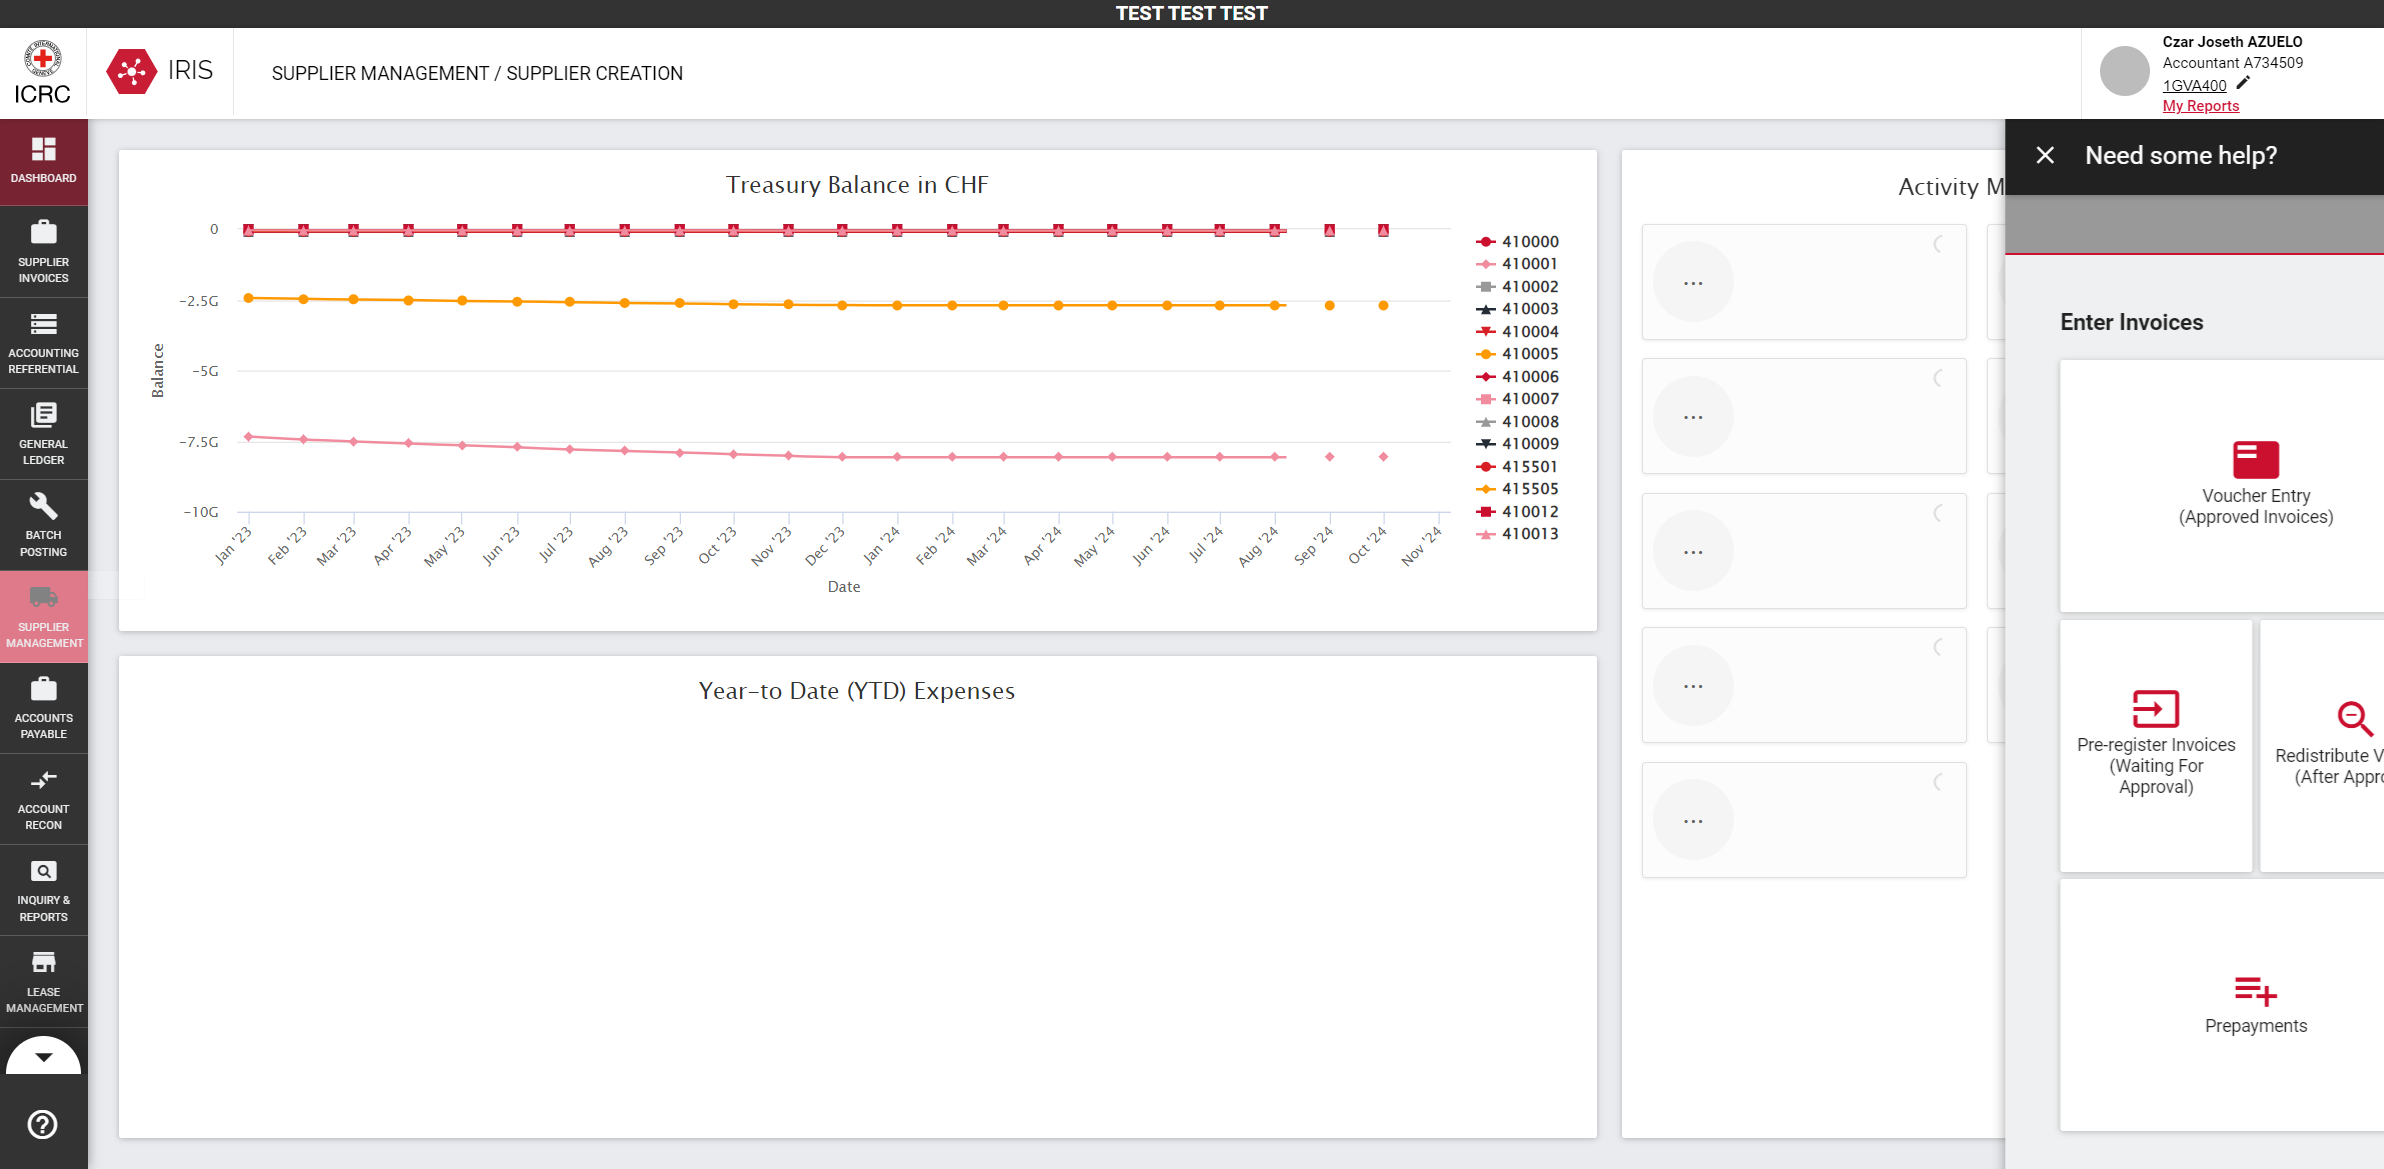 TEST TEST TEST
ICRC
IRIS
SUPPLIER MANAGEMENT / SUPPLIER CREATION
Czar Joseth AZUELO
Accountant A734509
1GVA400
My Reports
DASHBOARD
SUPPLIER
INVOICES
ACCOUNTING
REFERENTIAL
GENERAL
LEDGER
BATCH
POSTING
SUPPLIER
MANAGEMENT
ACCOUNTS
PAYABLE
ACCOUNT
RECON
INQUIRY &
REPORTS
LEASE
MANAGEMENT
Treasury Balance in CHF
0
−2.5G
−5G
−7.5G
−10G
Balance
Jan '23
Feb '23
Mar '23
Apr '23
May '23
Jun '23
Jul '23
Aug '23
Sep '23
Oct '23
Nov '23
Dec '23
Jan '24
Feb '24
Mar '24
Apr '24
May '24
Jun '24
Jul '24
Aug '24
Sep '24
Oct '24
Nov '24
Date
410000
410001
410002
410003
410004
410005
410006
410007
410008
410009
415501
415505
410012
410013
Year-to Date (YTD) Expenses
Activity M
...
...
...
...
...
Need some help?
Enter Invoices
Voucher Entry
(Approved Invoices)
Pre-register Invoices
(Waiting For
Approval)
Redistribute V
(After Appr
Prepayments